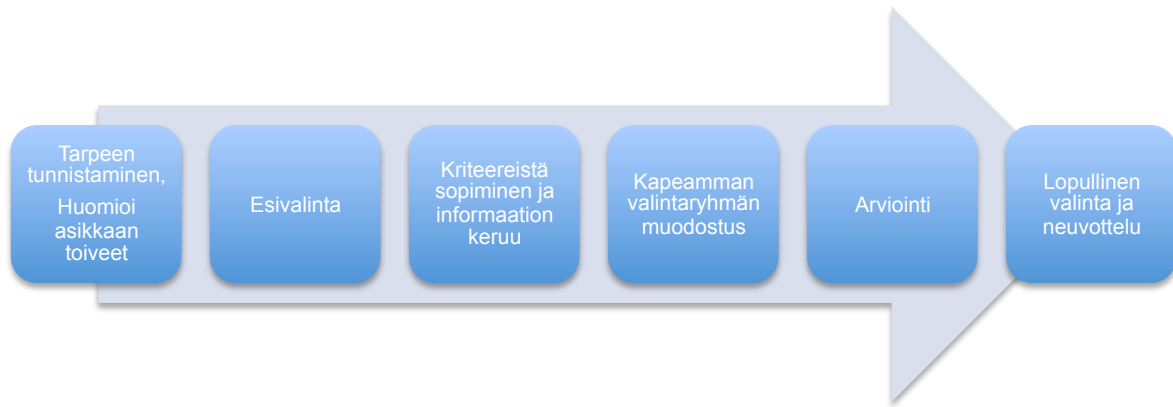 Tarpeen
tunnistaminen,
Huomioi
asikkaan
toiveet
Esivalinta
Kriteereistä
sopiminen ja
informaation
keruu
Kapeamman
valintaryhmän
muodostus
Arviointi
Lopullinen
valinta ja
neuvottelu